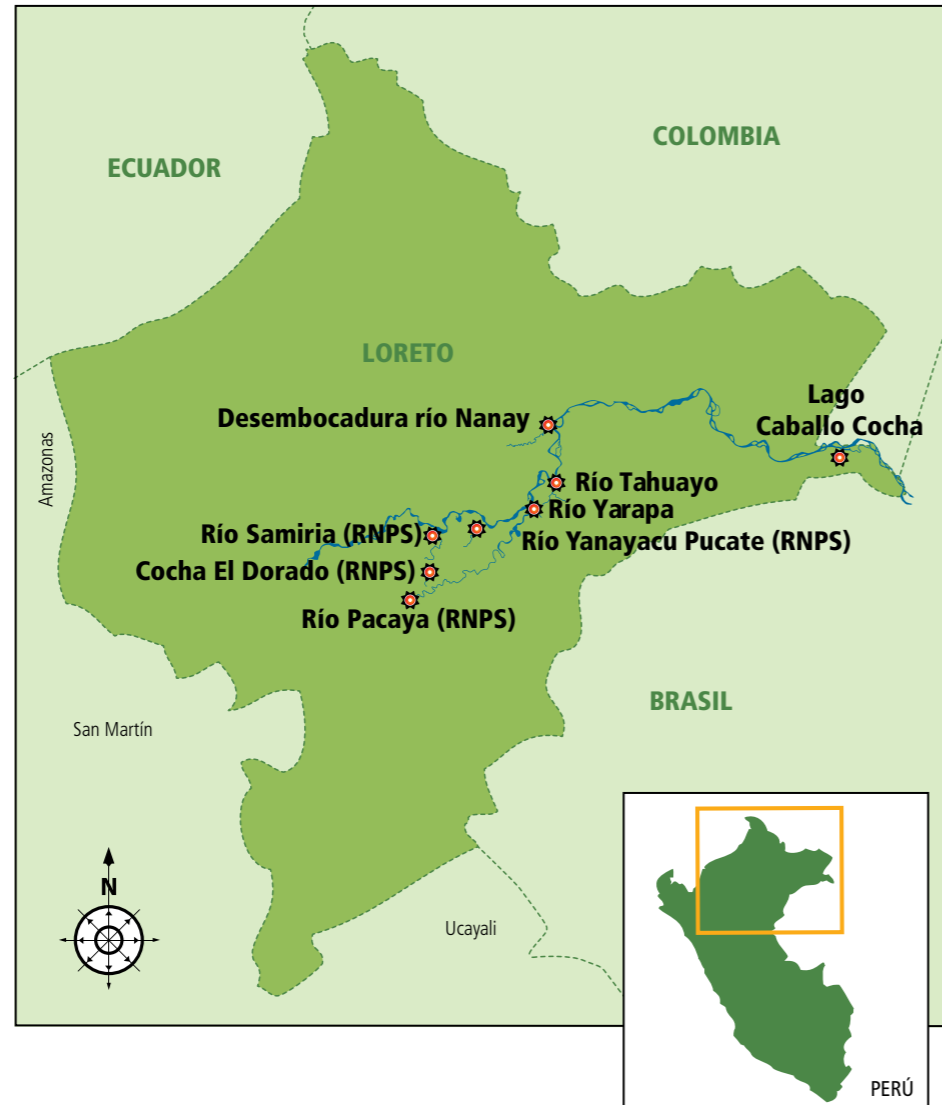 COLOMBIA
ECUADOR
LORETO
Lago
Caballo Cocha
Desembocadura río Nanay
Amazonas
Río Tahuayo
Río Yarapa
Río Samiria (RNPS)
Río Yanayacu Pucate (RNPS)
Cocha El Dorado (RNPS)
Río Pacaya (RNPS)
BRASIL
San Martín
N
Ucayali
PERÚ